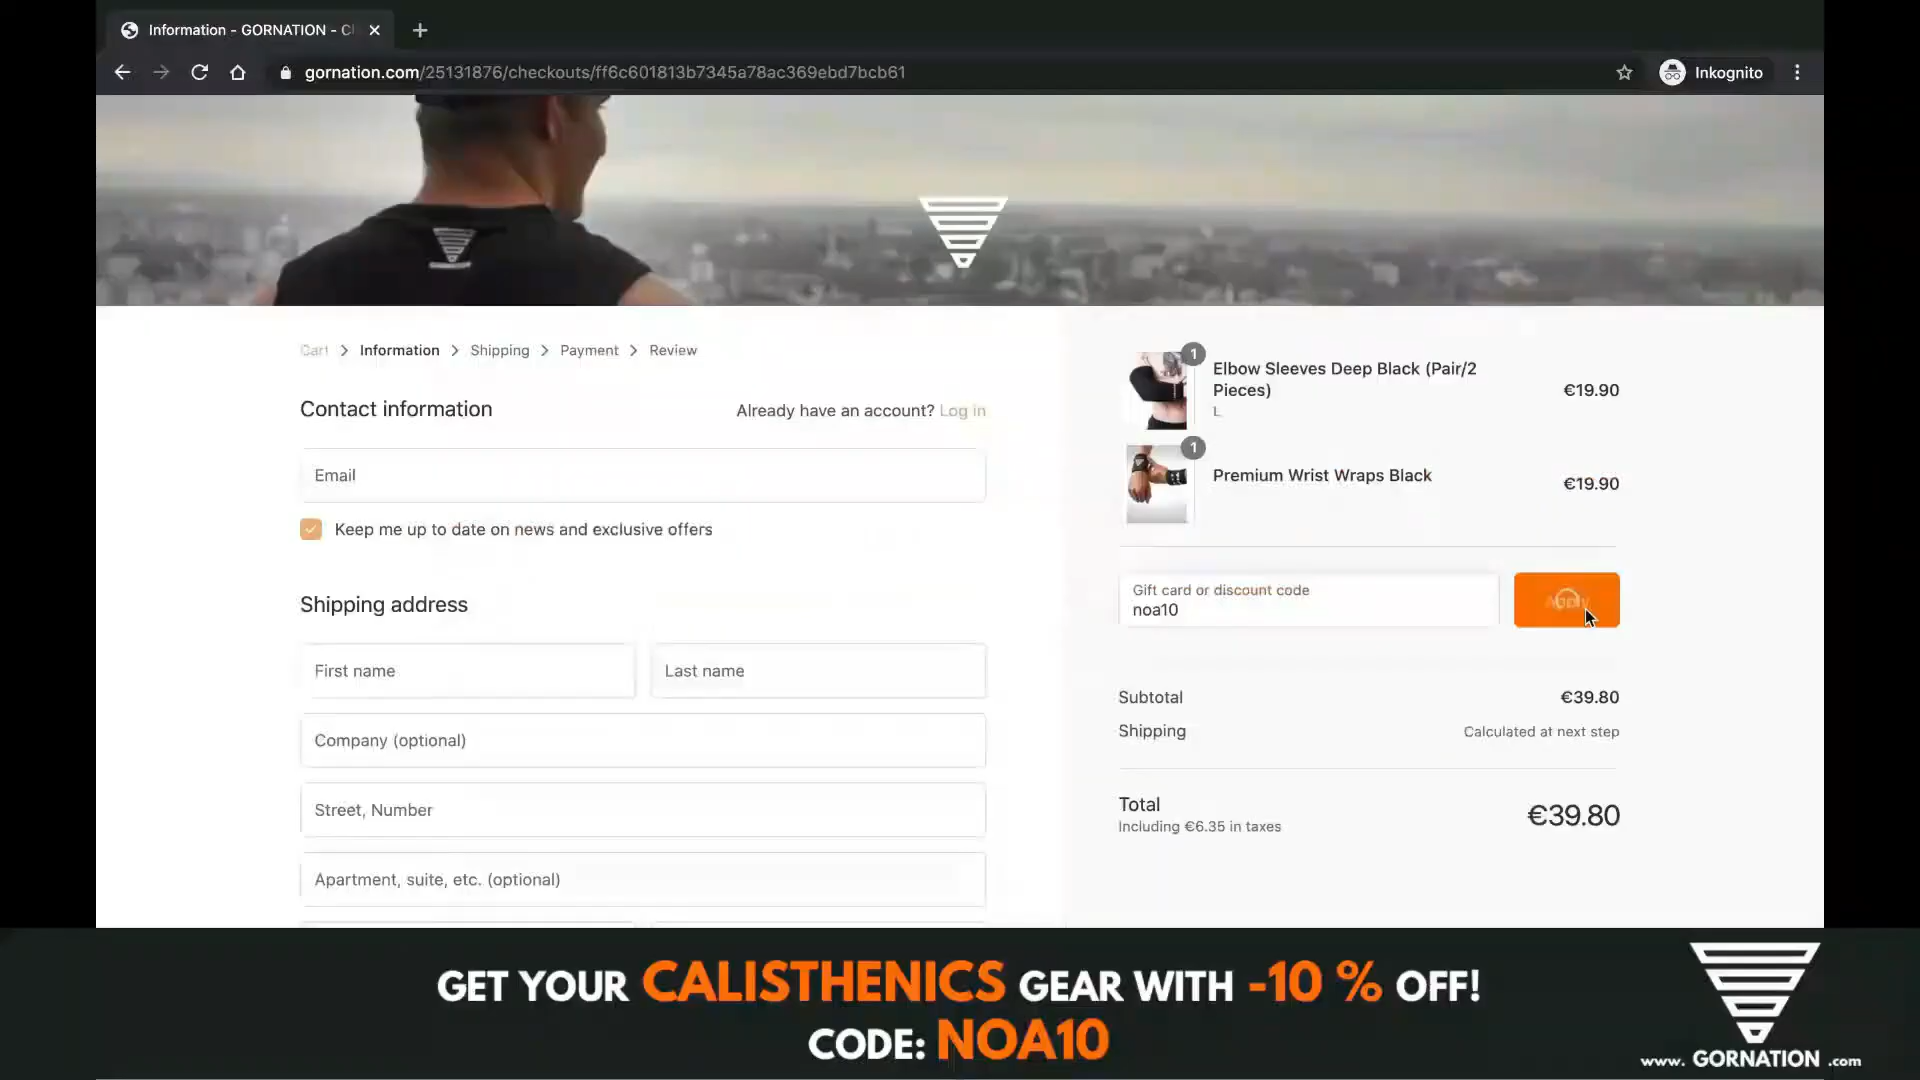 Information - GORNATION - C
gornation.com/25131876/checkouts/ff6c601813b7345a78ac369ebd7bcb61
Inkognito
Cart > Information > Shipping > Payment > Review
Contact information
Already have an account? Log in
Email
Keep me up to date on news and exclusive offers
Shipping address
First name
Last name
Company (optional)
Street, Number
Apartment, suite, etc. (optional)
1
Elbow Sleeves Deep Black (Pair/2
Pieces)
L
€19.90
1
Premium Wrist Wraps Black
€19.90
Gift card or discount code
noa10
Apply
Subtotal
€39.80
Shipping
Calculated at next step
Total
Including €6.35 in taxes
€39.80
GET YOUR CALISTHENICS GEAR WITH -10 % OFF!
CODE: NOA10
www. GORNATION .com